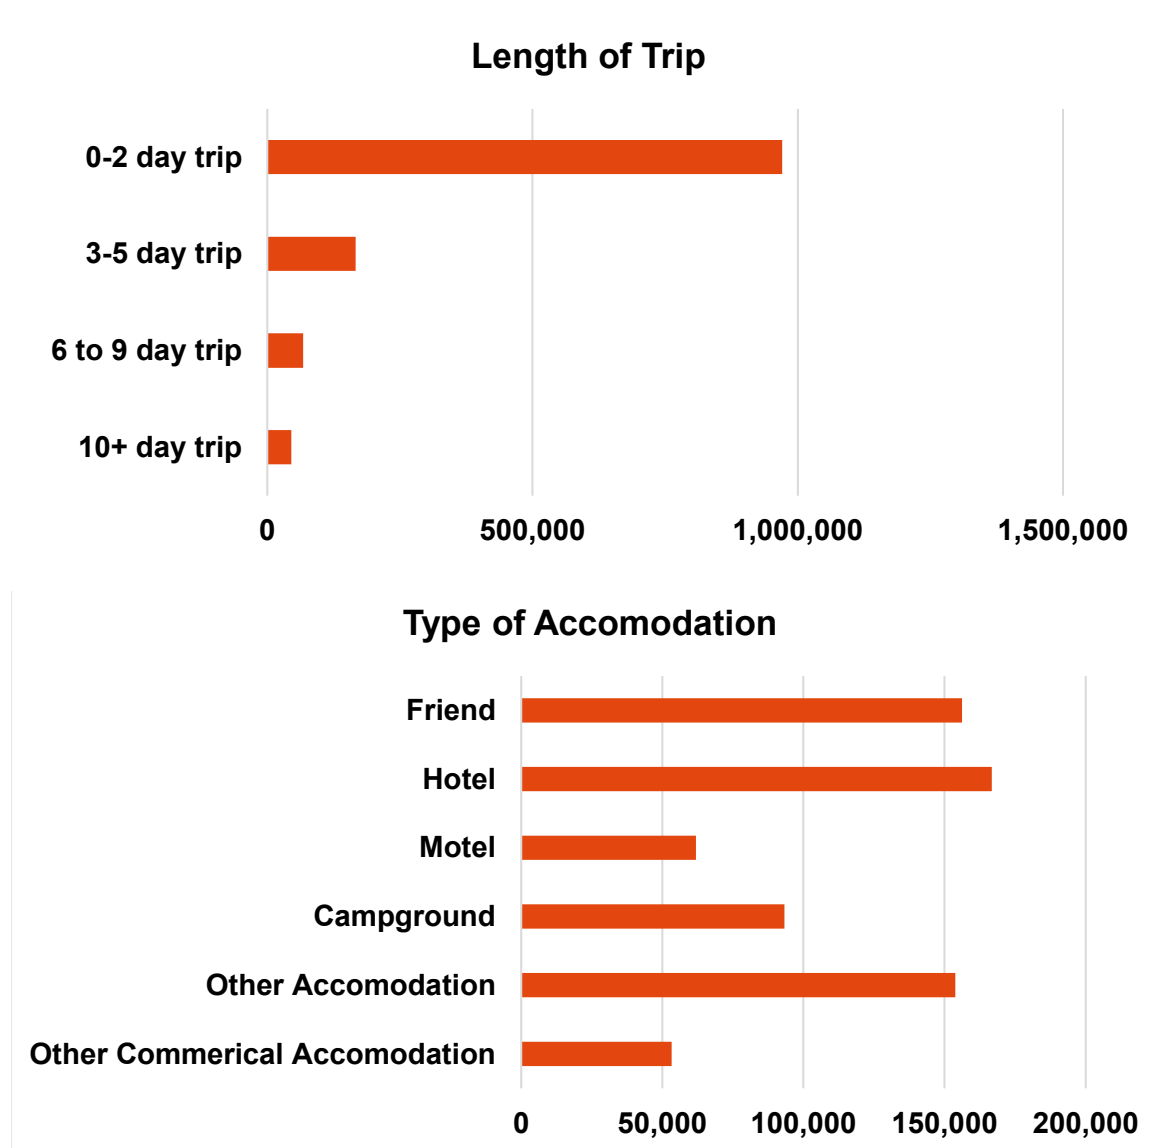 Length of Trip
0-2 day trip
3-5 day trip
6 to 9 day trip
10+ day trip
0 500,000 1,000,000 1,500,000
Type of Accomodation
Friend
Hotel
Motel
Campground
Other Accomodation
Other Commerical Accomodation
0 50,000 100,000 150,000 200,000